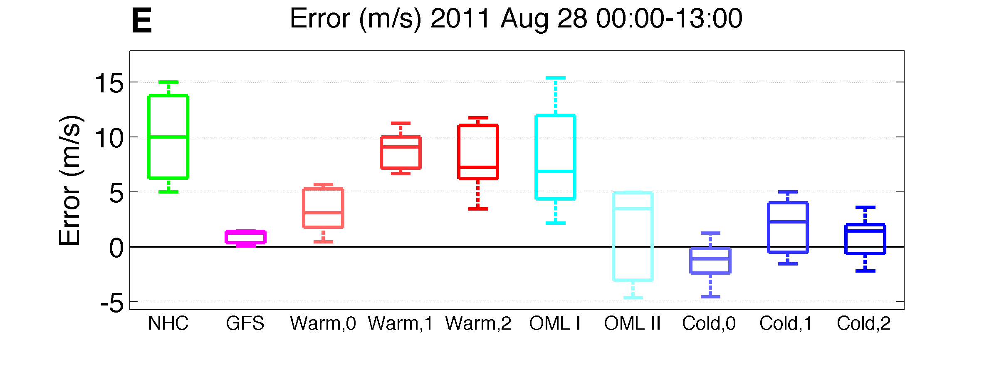 E
Error (m/s) 2011 Aug 28 00:00-13:00
Error (m/s)
15
10
5
0
-5
NHC GFS Warm,0 Warm,1 Warm,2 OML I OML II Cold,0 Cold,1 Cold,2